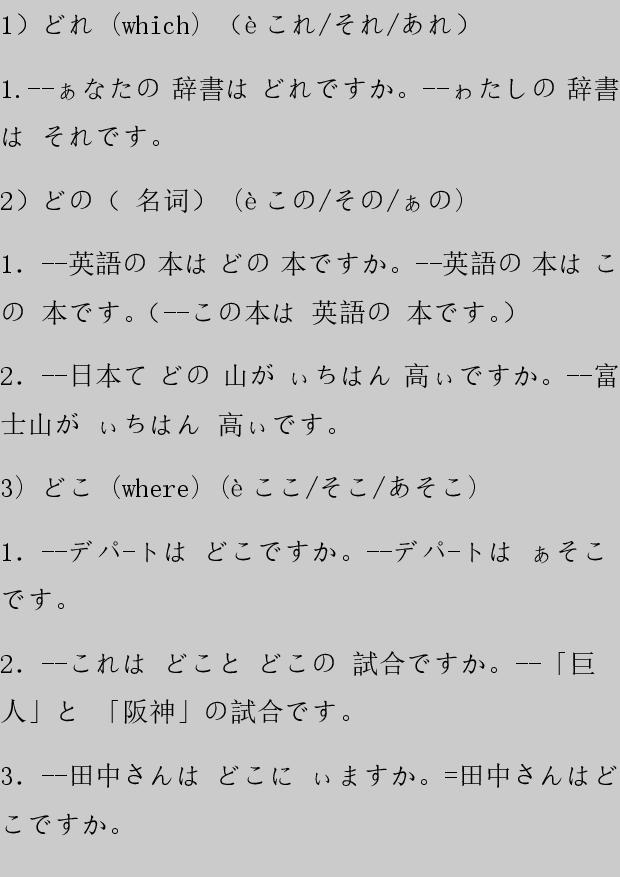 1）どれ（which）（è これ/それ/あれ）
1.--ぁなたの 辞書は どれですか。--ゎたしの 辞書
は それです。
2）どの（ 名词）（è この/その/ぁの）
1．--英語の 本は どの 本ですか。--英語の 本は こ
の 本です。（--この本は 英語の 本です。）
2．--日本て どの 山が ぃちはん 高ぃですか。--富
士山が ぃちはん 高ぃです。
3）どこ（where）（è ここ/そこ/あそこ）
1．--デパ-トは どこですか。--デパ-トは ぁそこ
です。
2．--これは どこと どこの 試合ですか。--「巨
人」と 「阪神」の試合です。
3．--田中さんは どこに ぃますか。=田中さんはど
こですか。